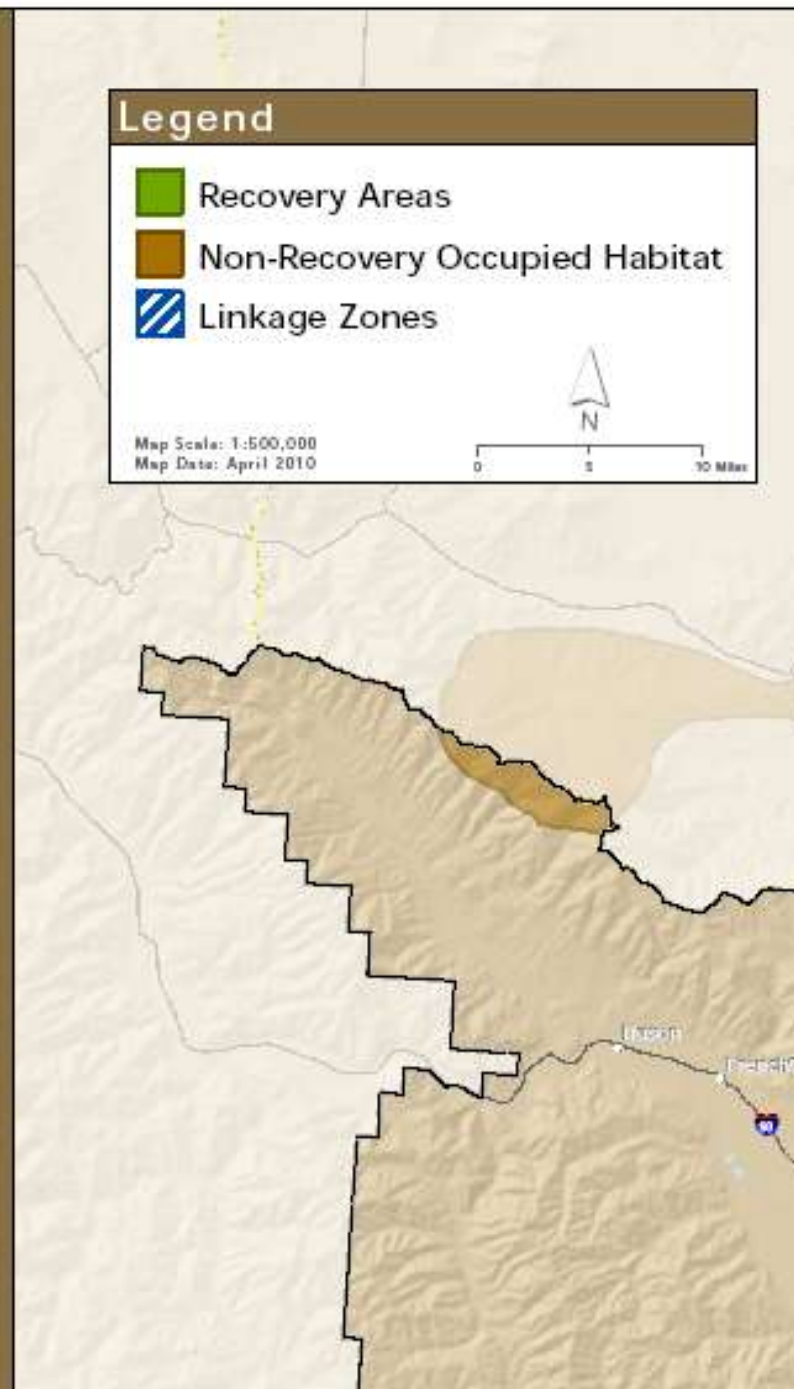 Legend
Recovery Areas
Non-Recovery Occupied Habitat
Linkage Zones
N
Map Scale: 1:500,000
Map Date: April 2010
0 5 10 Miles
Huson
90